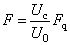 F = U_c / U_0 F_q